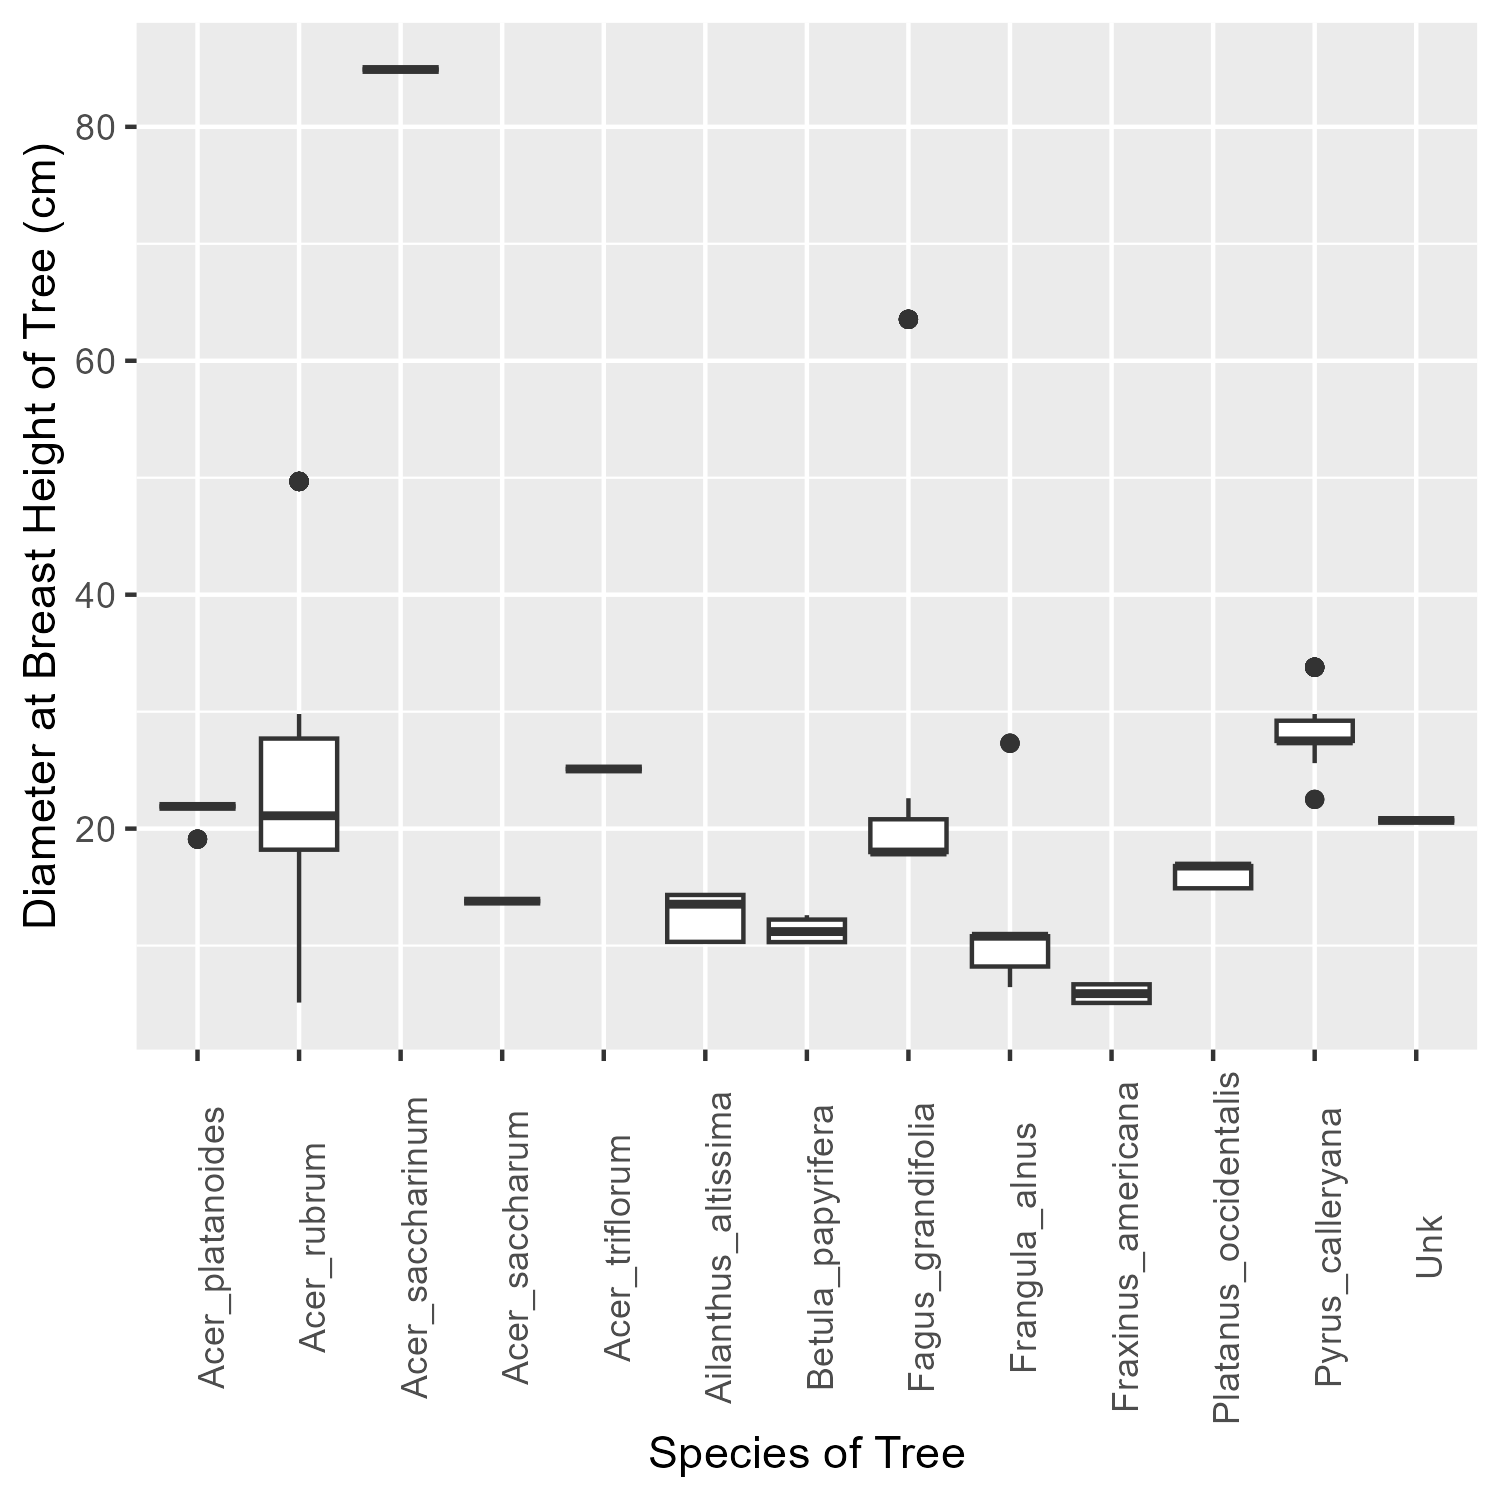 Diameter at Breast Height of Tree (cm)
80
60
40
20
Acer_platanoides
Acer_rubrum
Acer_saccharinum
Acer_saccharum
Acer_triflorum
Ailanthus_altissima
Betula_papyrifera
Fagus_grandifolia
Frangula_alnus
Fraxinus_americana
Platanus_occidentalis
Pyrus_calleryana
Unk
Species of Tree